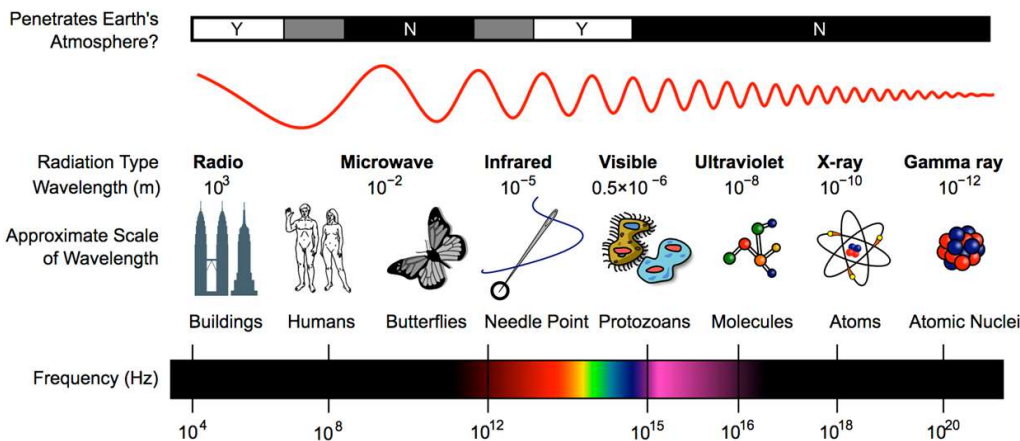 Penetrates Earth's
Atmosphere?
Y N Y N
Radiation Type Radio Microwave Infrared Visible Ultraviolet X-ray Gamma ray
Wavelength (m) 10³ 10⁻² 10⁻⁵ 0.5×10⁻⁶ 10⁻⁸ 10⁻¹⁰ 10⁻¹²
Approximate Scale
of Wavelength
Buildings Humans Butterflies Needle Point Protozoans Molecules Atoms Atomic Nuclei
Frequency (Hz)
10⁴ 10⁸ 10¹² 10¹⁵ 10¹⁶ 10¹⁸ 10²⁰